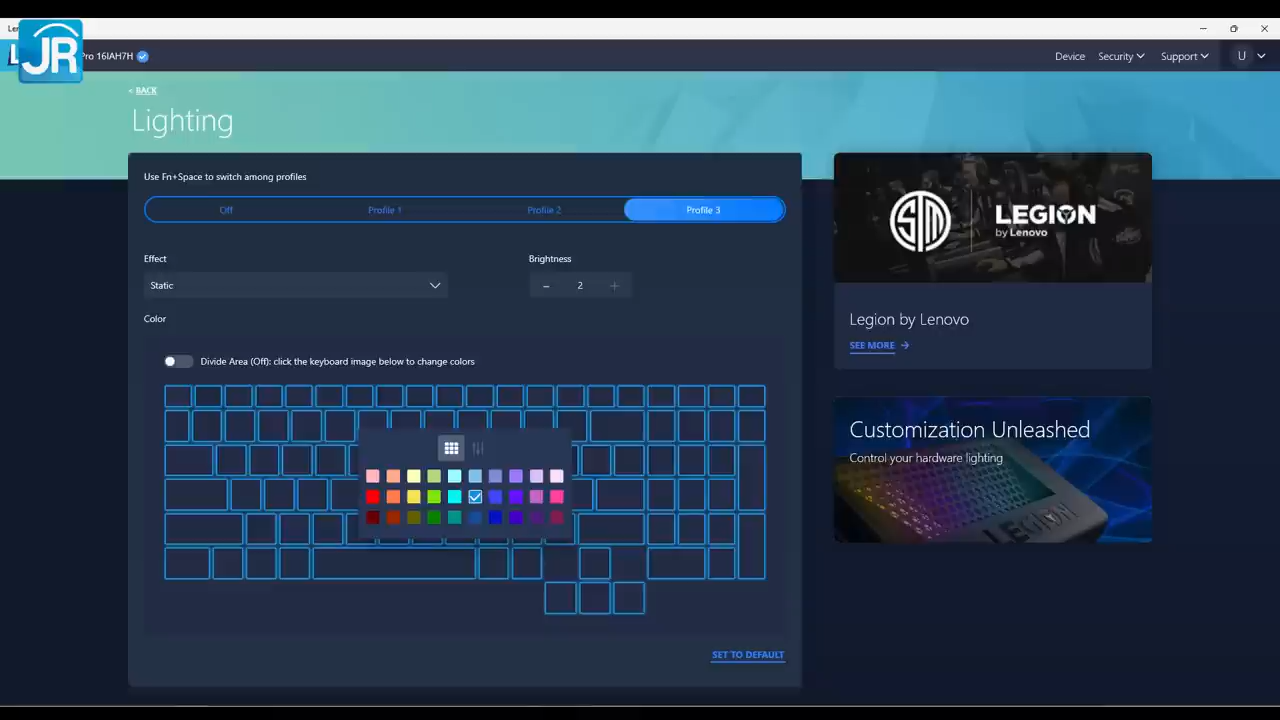 JR
Pro 16IAH7H
Device
Security
Support
U
< BACK
Lighting
Use Fn+Space to switch among profiles
Off
Profile 1
Profile 2
Profile 3
Effect
Brightness
Static
– 2 +
Color
Divide Area (Off): click the keyboard image below to change colors
SET TO DEFAULT
STM
LEGION
by Lenovo
Legion by Lenovo
SEE MORE →
Customization Unleashed
Control your hardware lighting
LEGION